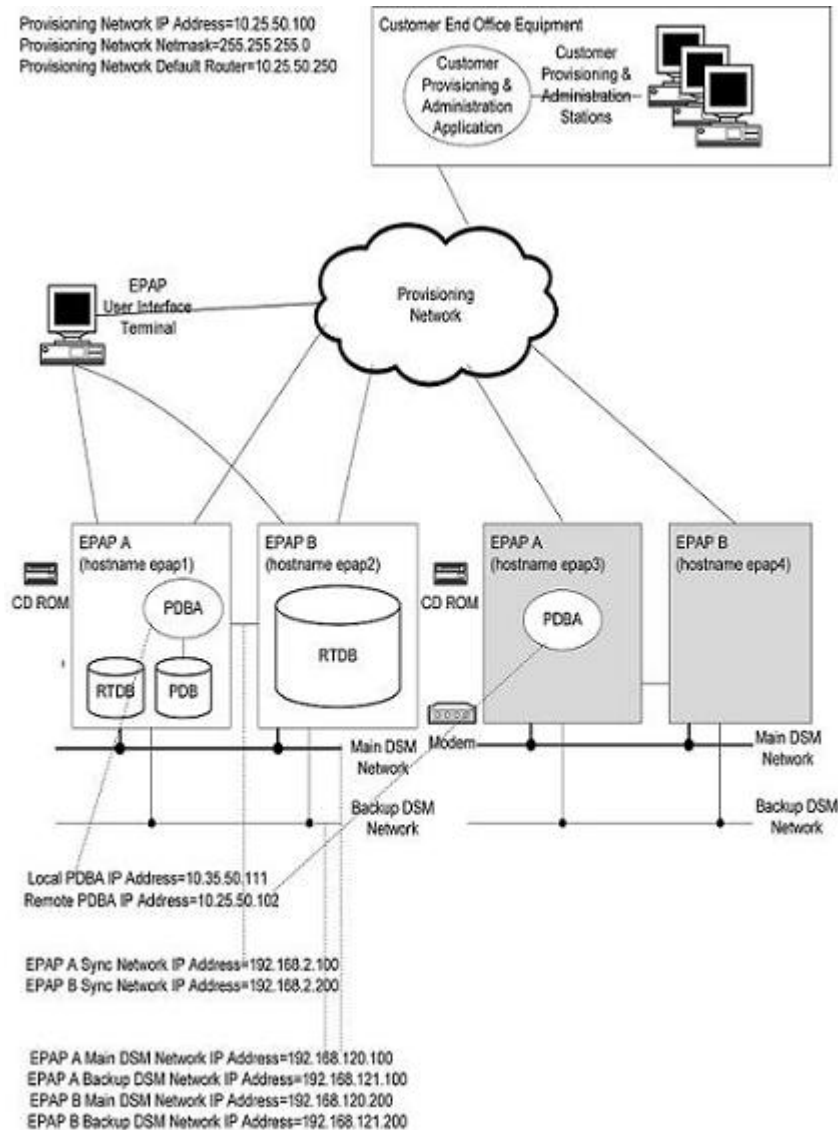 Provisioning Network IP Address=10.25.50.100
Provisioning Network Netmask=255.255.255.0
Provisioning Network Default Router=10.25.50.250
Customer End Office Equipment
Customer
Provisioning &
Administration
Application
Customer
Provisioning &
Administration
Stations
EPAP
User Interface
Terminal
Provisioning
Network
EPAP A
(hostname epap1)
EPAP B
(hostname epap2)
EPAP A
(hostname epap3)
EPAP B
(hostname epap4)
CD ROM
PDBA
RTDB
PDB
RTDB
CD ROM
PDBA
Modem
Main DSM
Network
Main DSM
Network
Backup DSM
Network
Backup DSM
Network
Local PDBA IP Address=10.35.50.111
Remote PDBA IP Address=10.25.50.102
EPAP A Sync Network IP Address=192.168.2.100
EPAP B Sync Network IP Address=192.168.2.200
EPAP A Main DSM Network IP Address=192.168.120.100
EPAP A Backup DSM Network IP Address=192.168.121.100
EPAP B Main DSM Network IP Address=192.168.120.200
EPAP B Backup DSM Network IP Address=192.168.121.200